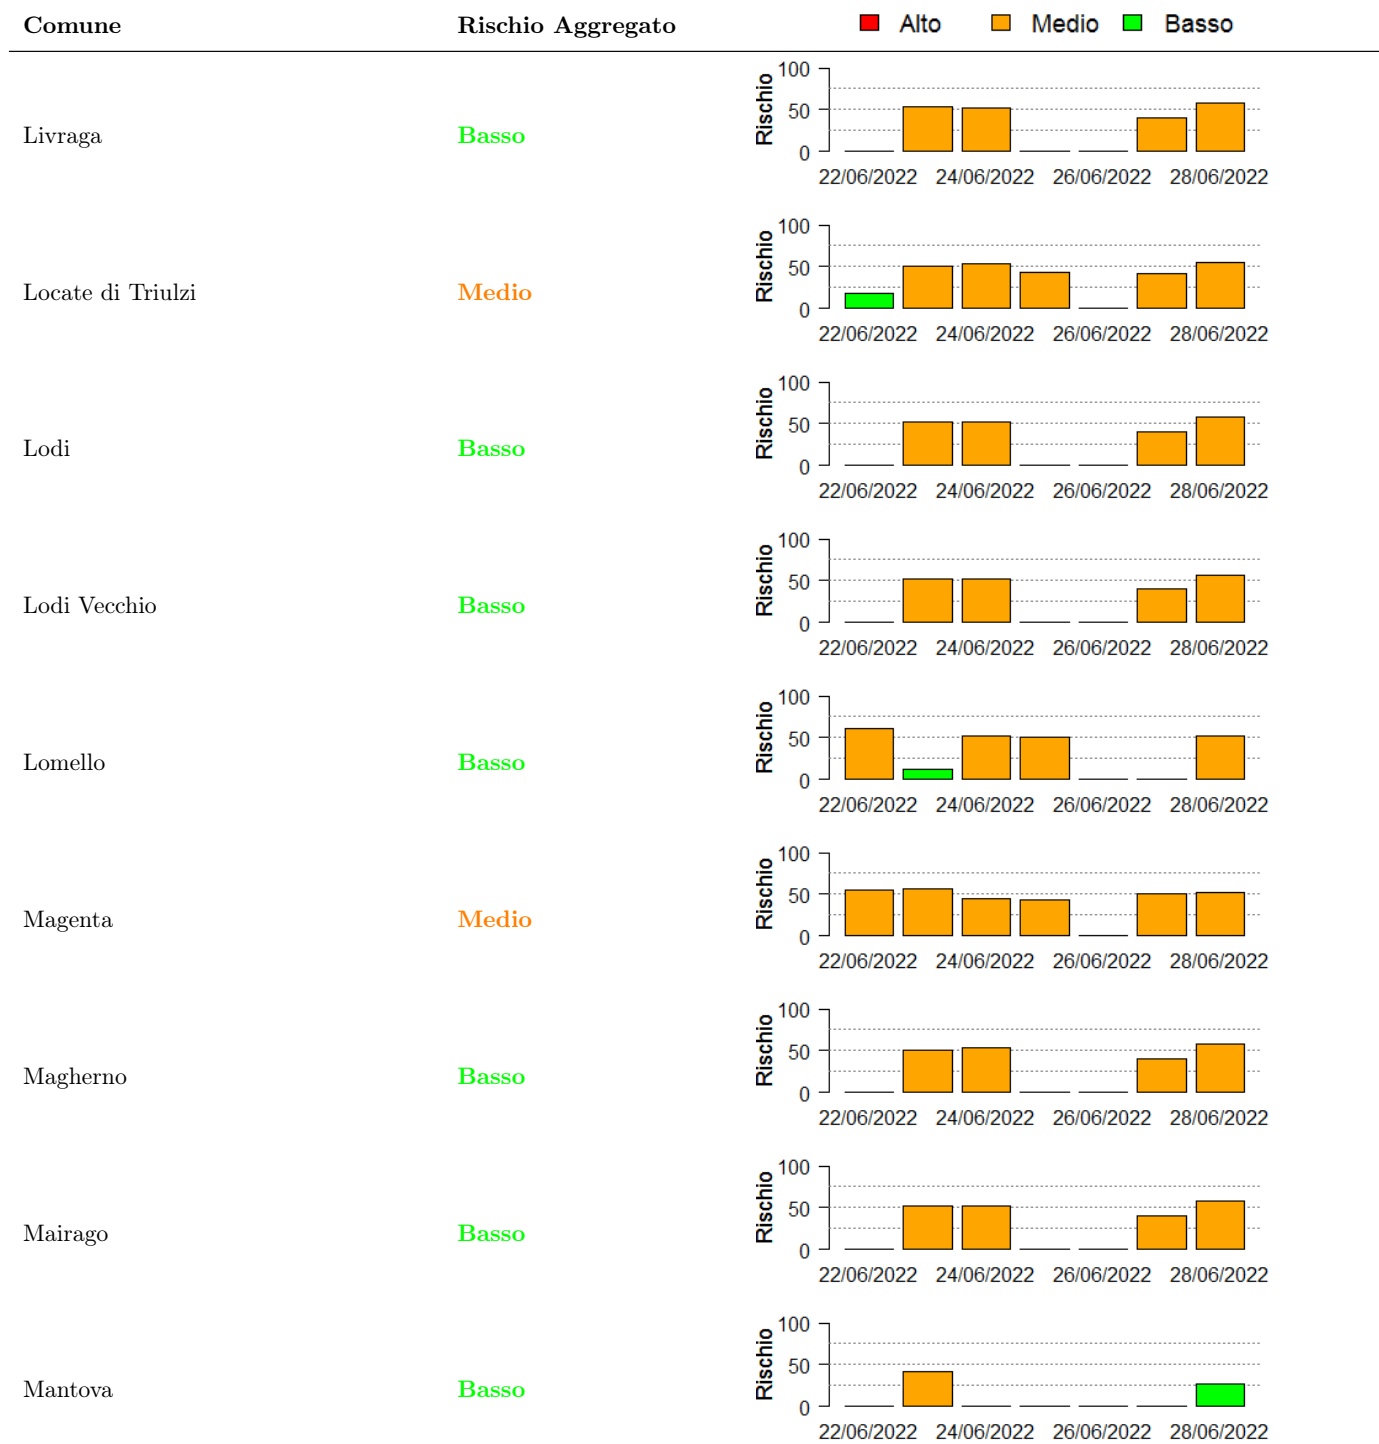 Comune Rischio Aggregato Alto Medio Basso
100
50
0
Rischio
Livraga Basso
22/06/2022 24/06/2022 26/06/2022 28/06/2022
100
50
0
Rischio
Locate di Triulzi Medio
22/06/2022 24/06/2022 26/06/2022 28/06/2022
100
50
0
Rischio
Lodi Basso
22/06/2022 24/06/2022 26/06/2022 28/06/2022
100
50
0
Rischio
Lodi Vecchio Basso
22/06/2022 24/06/2022 26/06/2022 28/06/2022
100
50
0
Rischio
Lomello Basso
22/06/2022 24/06/2022 26/06/2022 28/06/2022
100
50
0
Rischio
Magenta Medio
22/06/2022 24/06/2022 26/06/2022 28/06/2022
100
50
0
Rischio
Magherno Basso
22/06/2022 24/06/2022 26/06/2022 28/06/2022
100
50
0
Rischio
Mairago Basso
22/06/2022 24/06/2022 26/06/2022 28/06/2022
100
50
0
Rischio
Mantova Basso
22/06/2022 24/06/2022 26/06/2022 28/06/2022